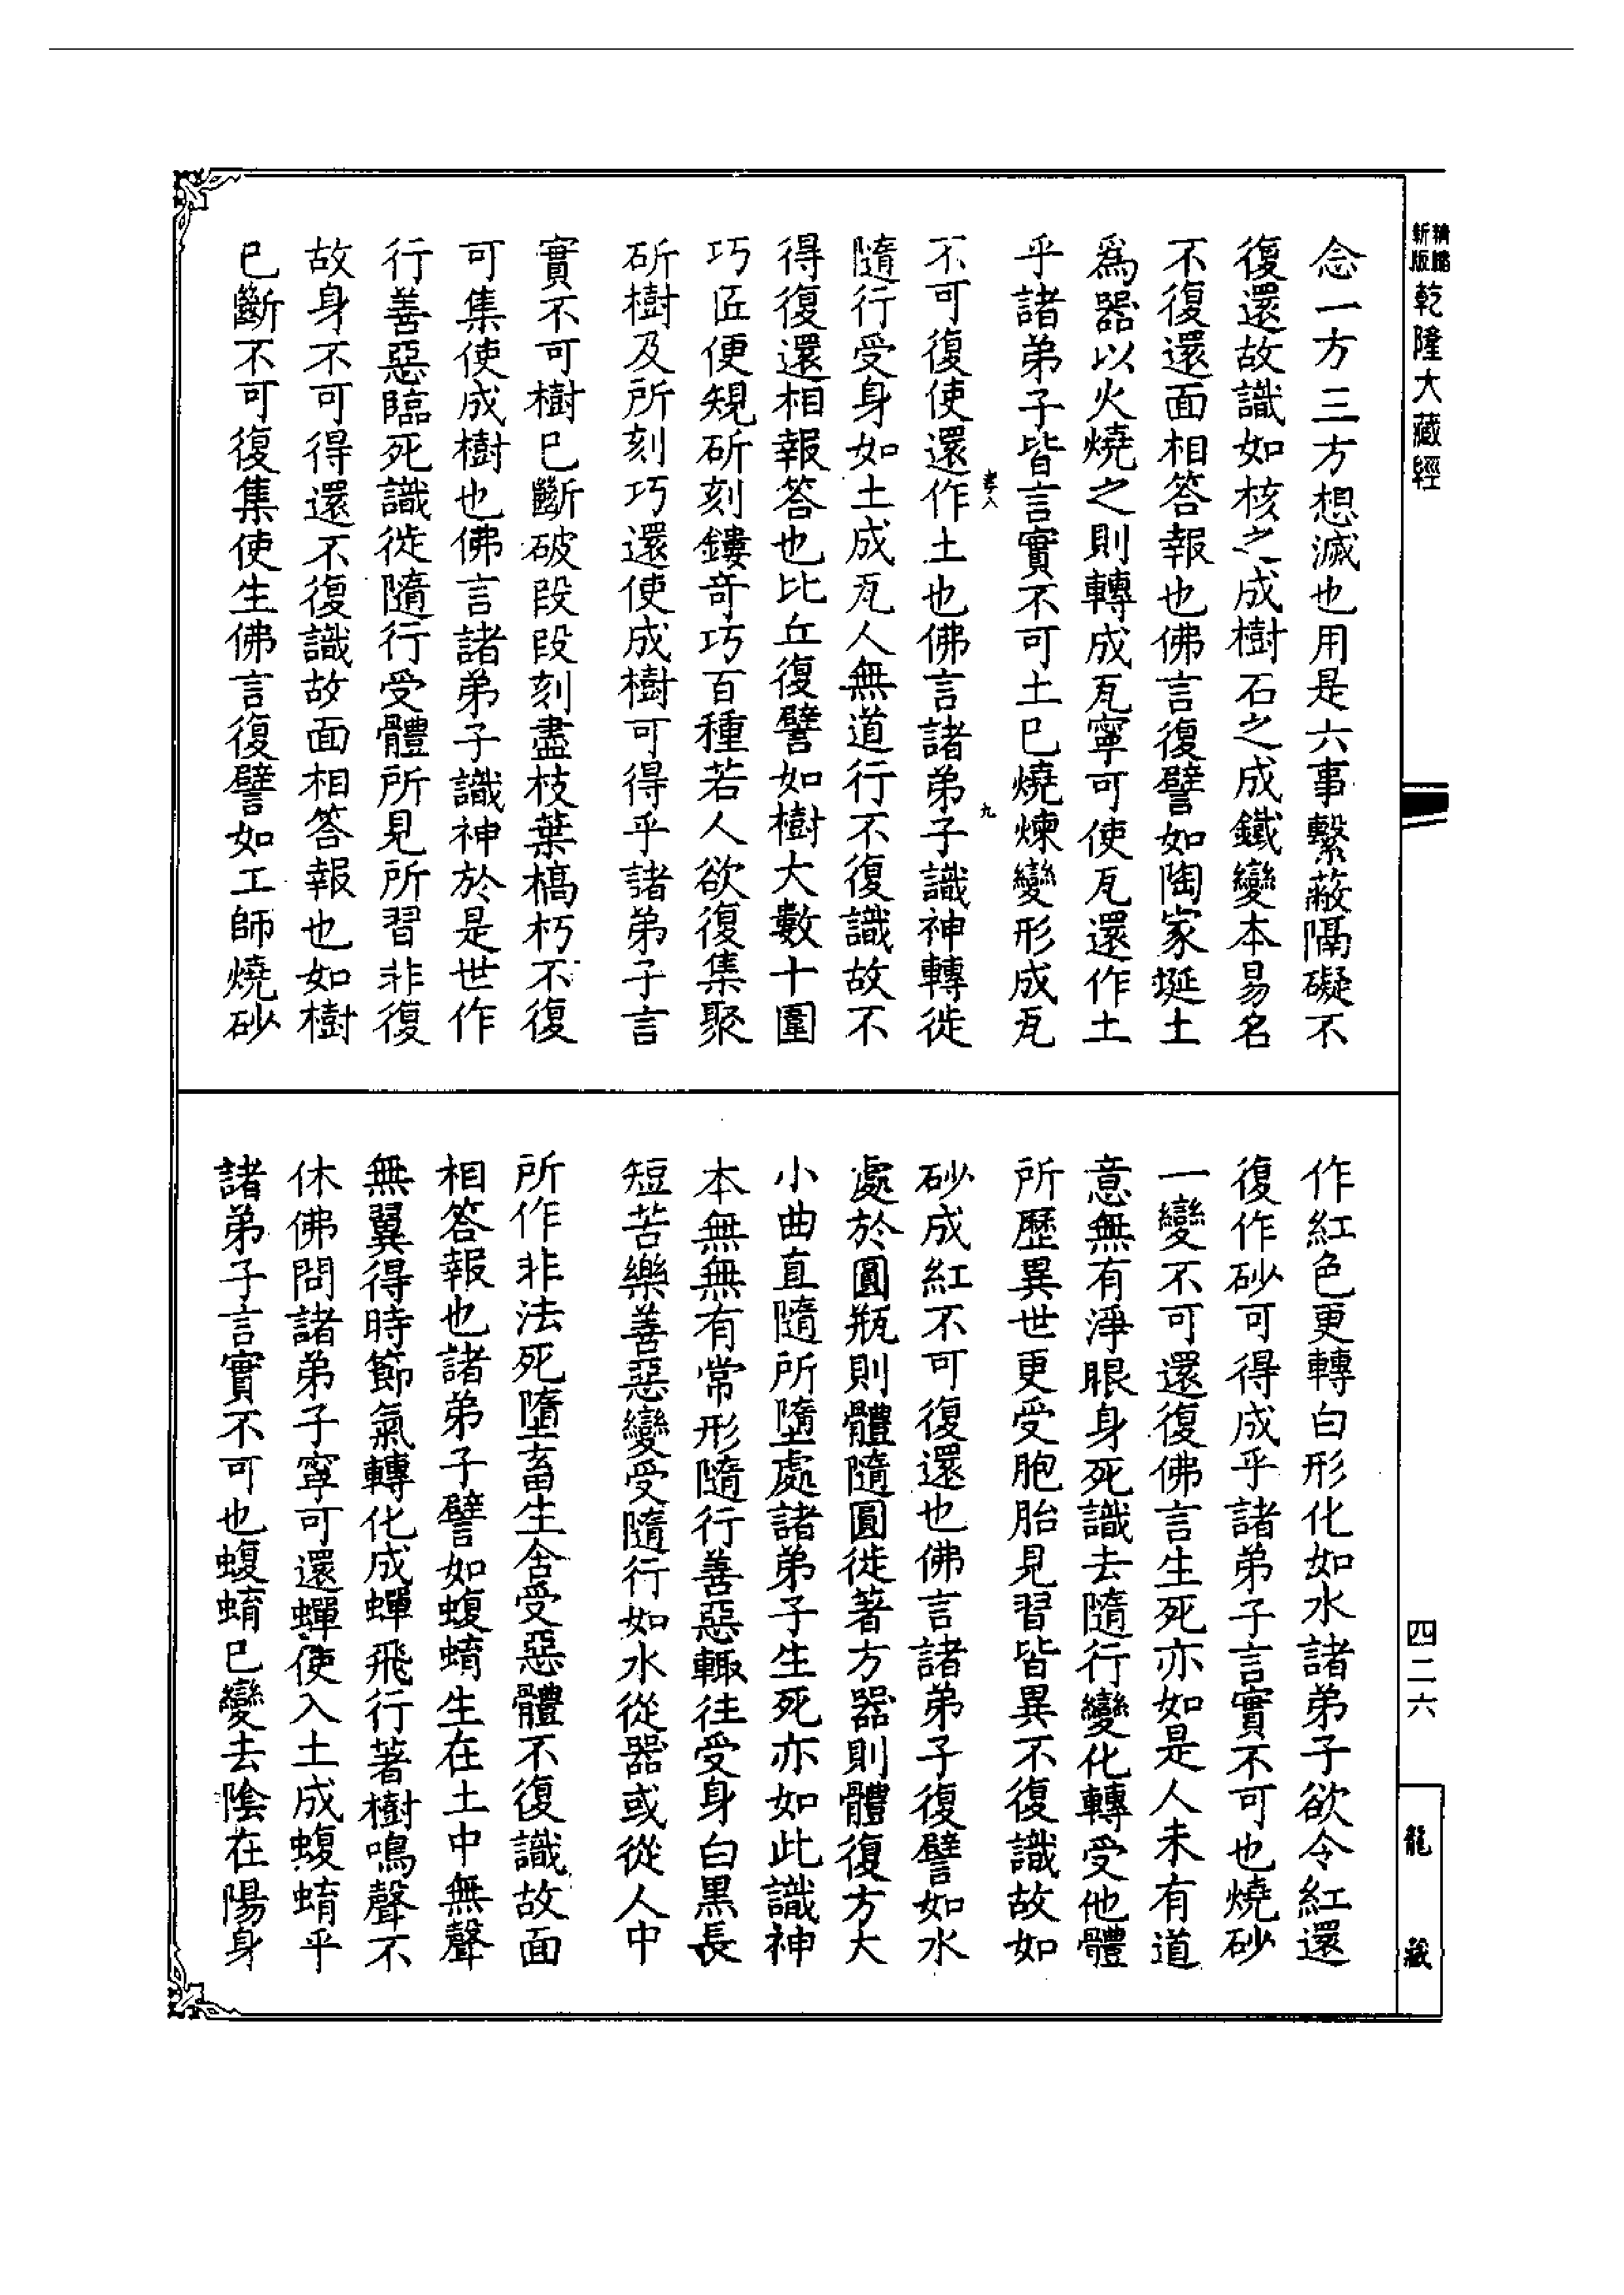 新版
乾隆大藏經
念一方三方想滅也用是六事繫蔽隔礙不
復還故識如核之成樹石之成鐵變本易名
不復還面相答報也佛言復譬如陶家埏土
爲器以火燒之則轉成瓦寧可使瓦還作土
乎諸弟子皆言實不可土已燒煉變形成瓦
不可復使還作土也佛言諸弟子識神轉徙
隨行受身如土成瓦人無道行不復識故不
得復還相報答也比丘復譬如樹大數十圍
巧匠便規斫刻鏤奇巧百種若人欲復集聚
斫樹及所刻巧還使成樹可得乎諸弟子言
實不可樹已斷破段段刻盡枝葉槁朽不復
可集使成樹也佛言諸弟子識神於是世作
行善惡臨死識徙隨行受體所見所習非復
故身不可得還不復識故面相答報也如樹
已斷不可復集使生佛言復譬如工師燒砂
九
作紅色更轉白形化如水諸弟子欲令紅還
復作砂可得成乎諸弟子言實不可也燒砂
一變不可還復佛言生死亦如是人未有道
意無有淨眼身死識去隨行變化轉受他體
所歷異世更受胞胎見習皆異不復識故如
砂成紅不可復還也佛言諸弟子復譬如水
處於圓瓶則體隨圓徙著方器則體復方大
小曲直隨所墮處諸弟子生死亦如此識神
本無無有常形隨行善惡輒往受身白黑長
短苦樂善惡變受隨行如水從器或從人中
所作非法死墮畜生舍受惡體不復識故面
相答報也諸弟子譬如蝮蜟生在土中無聲
無翼得時節氣轉化成蟬飛行著樹鳴聲不
休佛問諸弟子寧可還蟬使入土成蝮蜟乎
諸弟子言實不可也蝮蜟已變去陰在陽身
四二六
龍藏